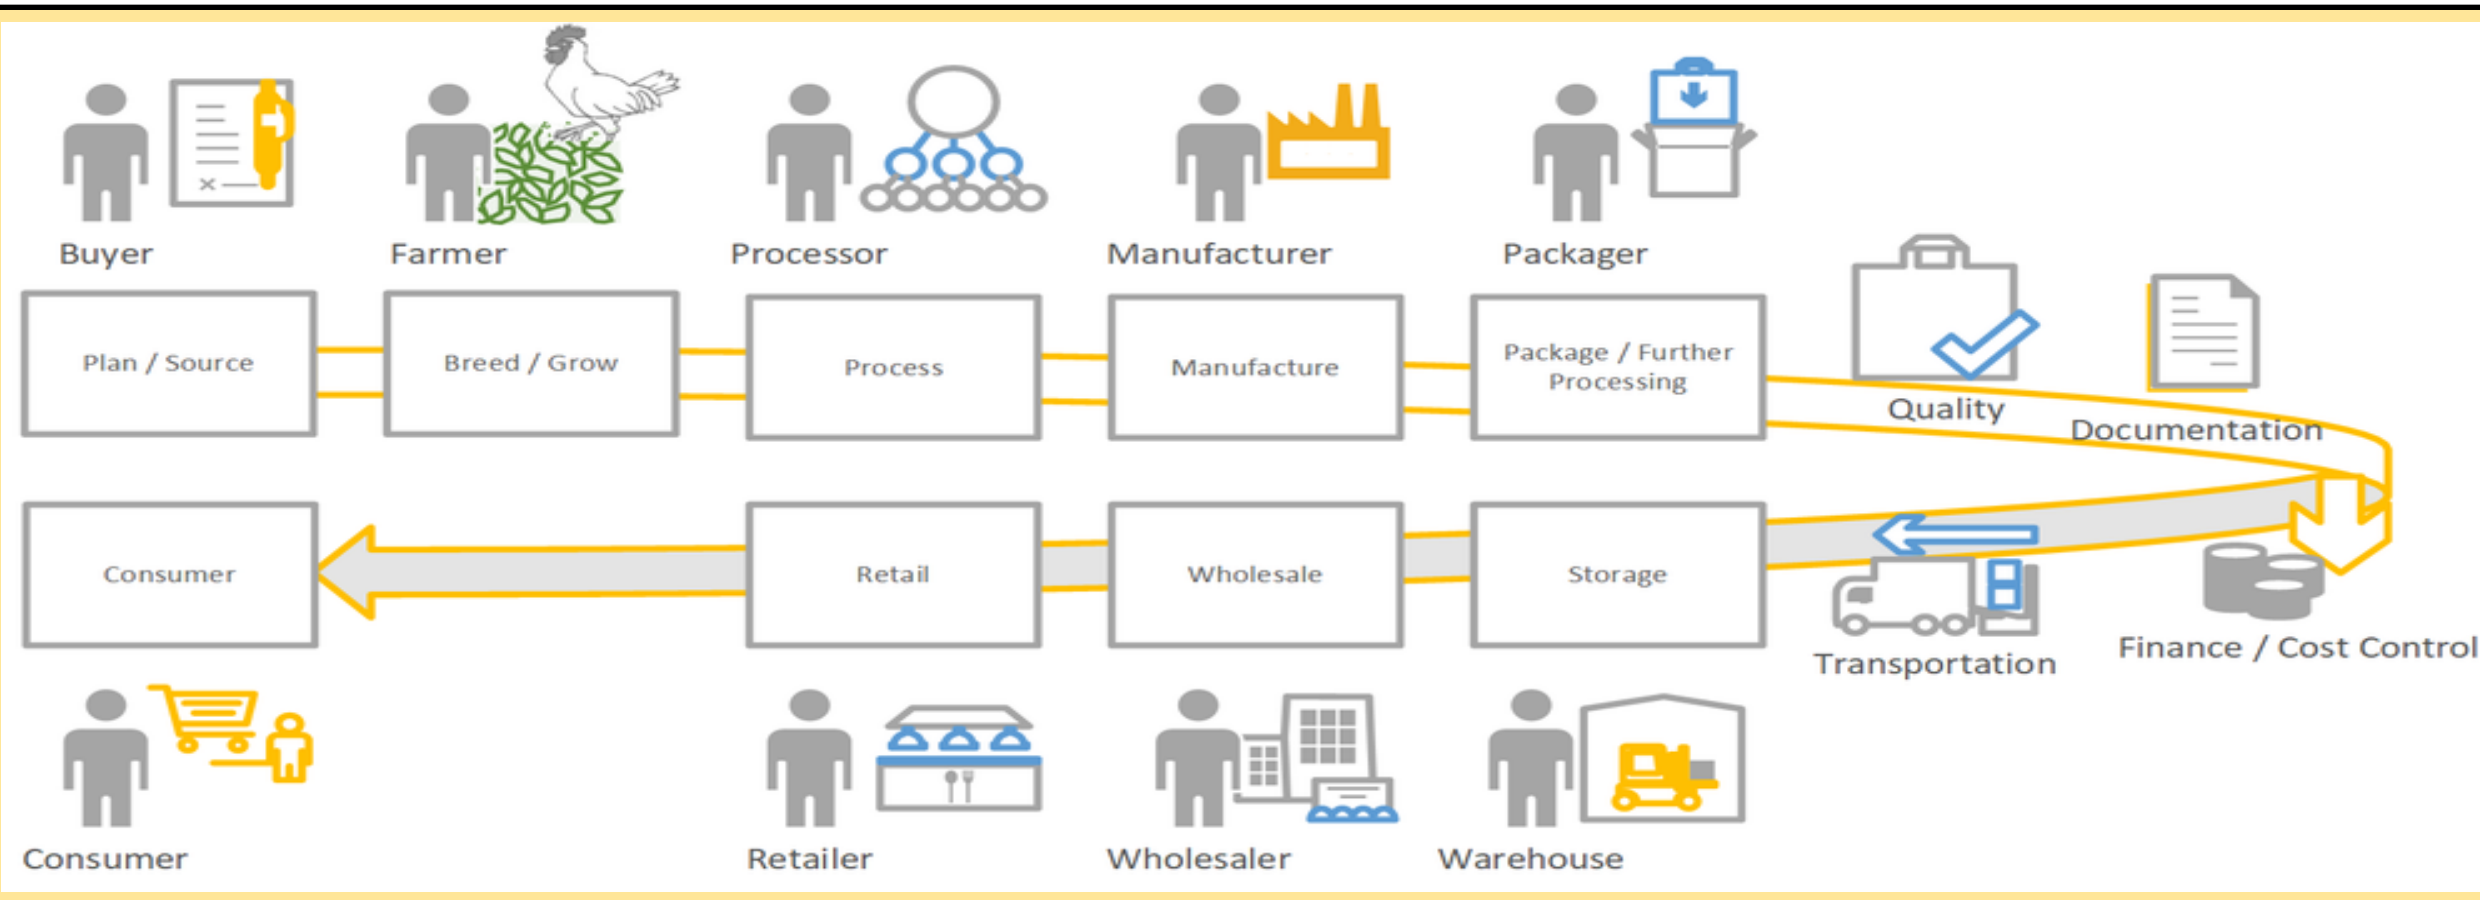 Buyer
Farmer
Processor
Manufacturer
Packager
Plan / Source
Breed / Grow
Process
Manufacture
Package / Further
Processing
Quality
Documentation
Consumer
Retail
Wholesale
Storage
Transportation
Finance / Cost Control
Consumer
Retailer
Wholesaler
Warehouse